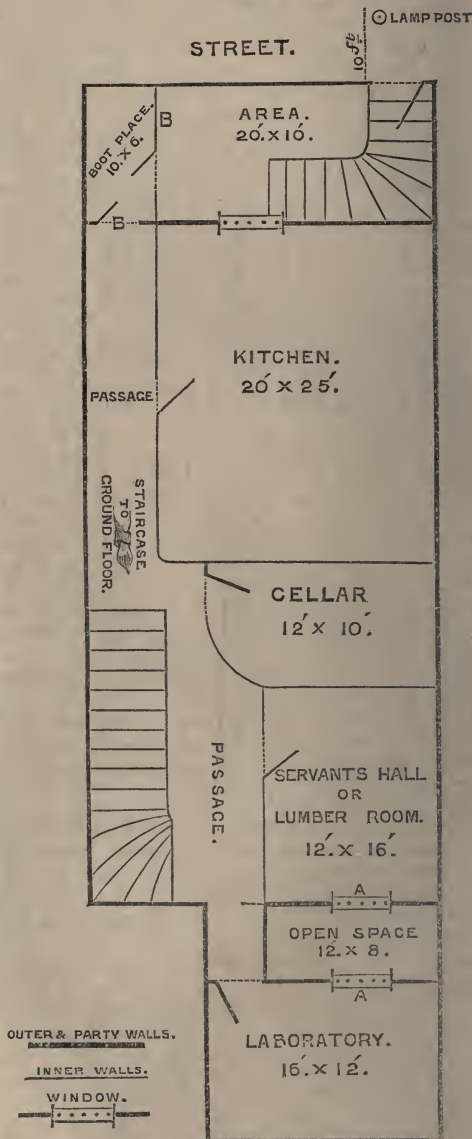 LAMP POST
STREET.
10 ft
BOOT PLACE.
10. X 6.
B
AREA.
20'. X 10'.
B
KITCHEN.
20' X 25'.
PASSAGE
STAIRCASE
TO
GROUND FLOOR.
CELLAR
12' X 10'.
PASSAGE.
SERVANTS HALL
OR
LUMBER ROOM.
12'. X 16'.
A
OPEN SPACE
12'. X 8.
A
LABORATORY.
16'. X 12'.
OUTER & PARTY WALLS.
INNER WALLS.
WINDOW.